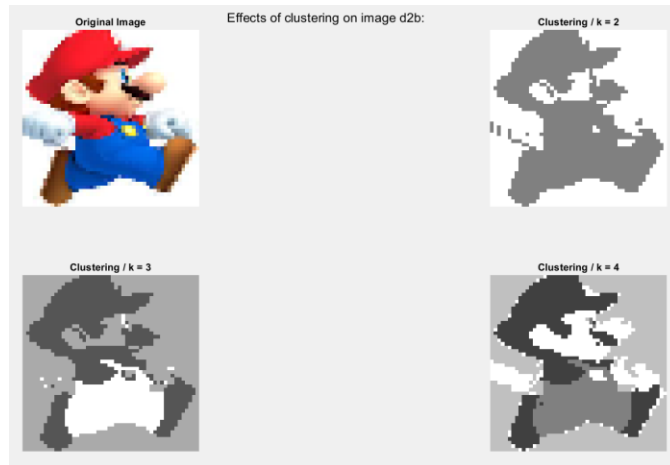 Effects of clustering on image d2b:
Original Image
Clustering / k = 2
Clustering / k = 3
Clustering / k = 4